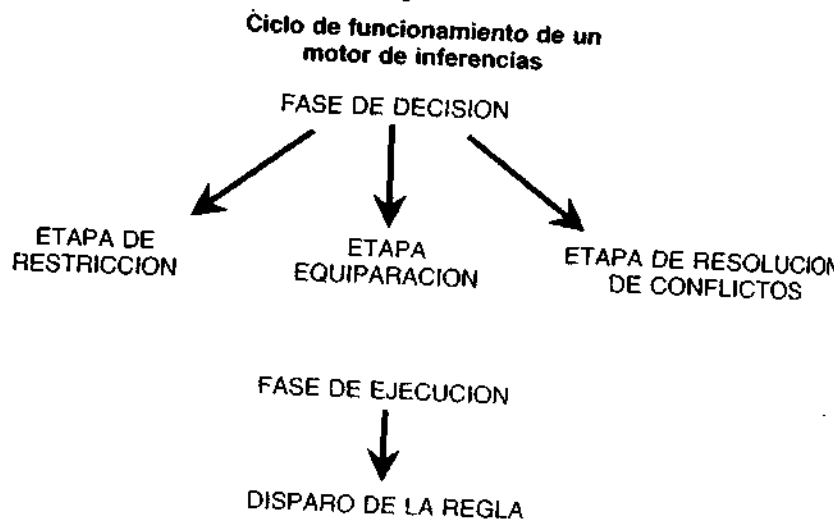 Ciclo de funcionamiento de un
motor de inferencias
FASE DE DECISION
ETAPA DE
RESTRICCION
ETAPA
EQUIPARACION
ETAPA DE RESOLUCION
DE CONFLICTOS
FASE DE EJECUCION
DISPARO DE LA REGLA